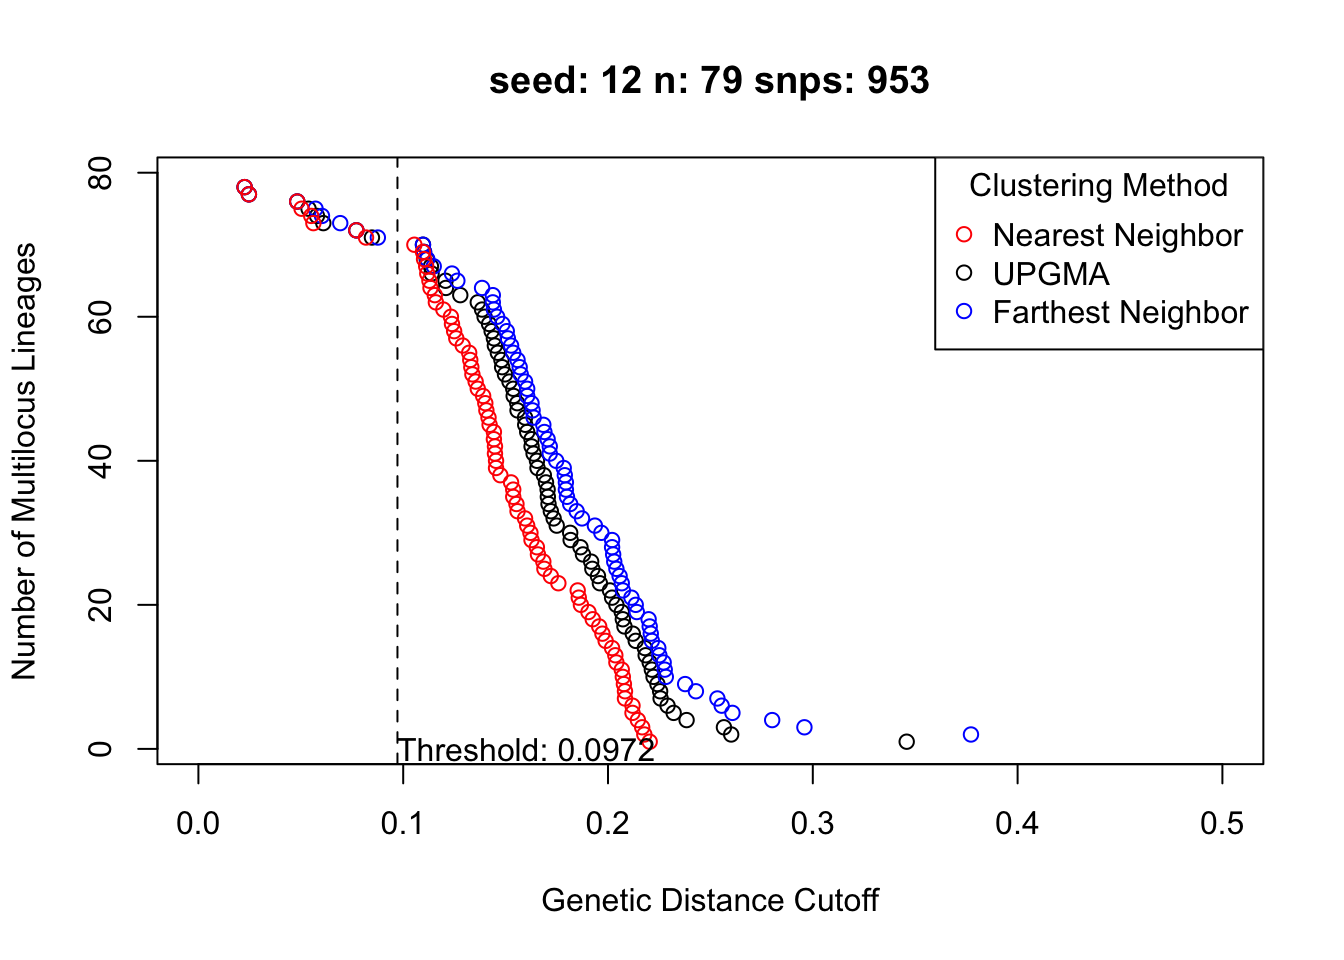 seed: 12 n: 79 snps: 953
Number of Multilocus Lineages
80
60
40
20
0
Clustering Method
Nearest Neighbor
UPGMA
Farthest Neighbor
Threshold: 0.0972
0.0 0.1 0.2 0.3 0.4 0.5
Genetic Distance Cutoff